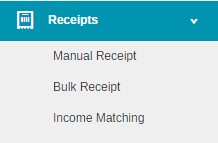 Receipts
Manual Receipt
Bulk Receipt
Income Matching